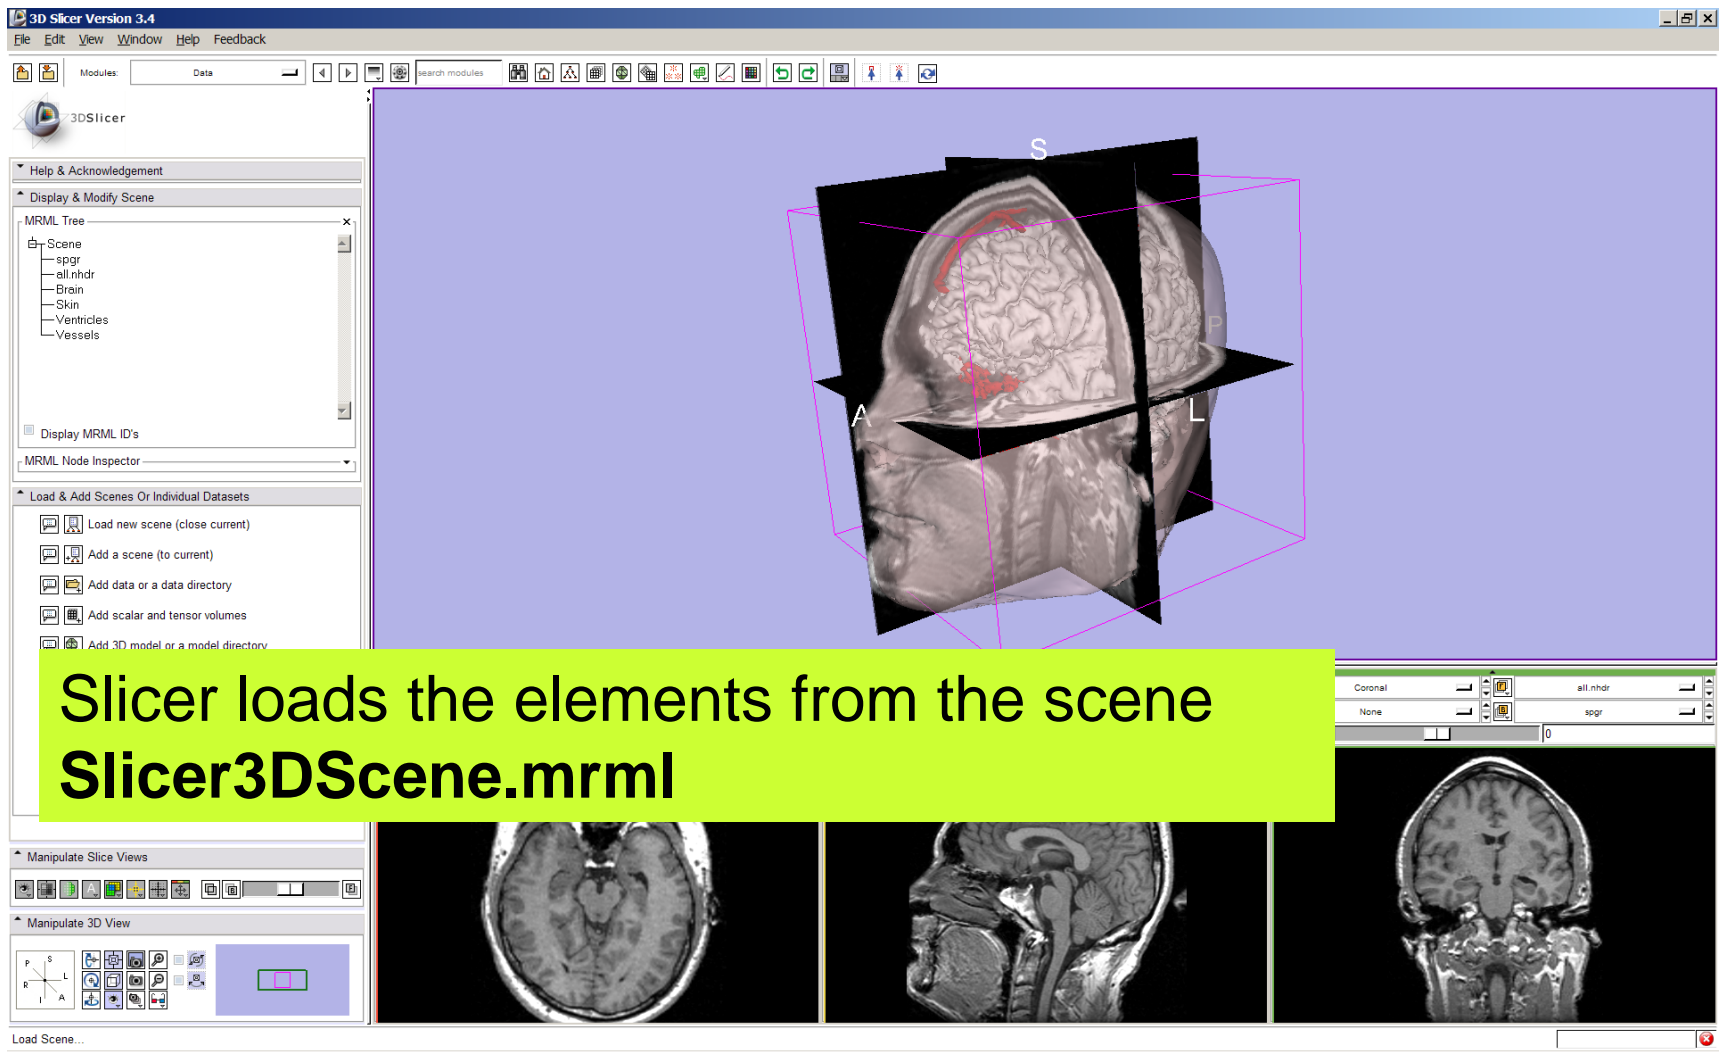 3D Slicer Version 3.4
File Edit View Window Help Feedback
Modules: Data search modules
3DSlicer
Help & Acknowledgement
Display & Modify Scene
MRML Tree
Scene
spgr
all.nhdr
Brain
Skin
Ventricles
Vessels
Display MRML ID's
MRML Node Inspector
Load & Add Scenes Or Individual Datasets
Load new scene (close current)
Add a scene (to current)
Add data or a data directory
Add scalar and tensor volumes
Add 3D model or a model directory
S
P
A
L
Slicer loads the elements from the scene
Slicer3DScene.mrml
Coronal all.nhdr
None spgr
0
Manipulate Slice Views
Manipulate 3D View
P S
R L
I A
Load Scene...